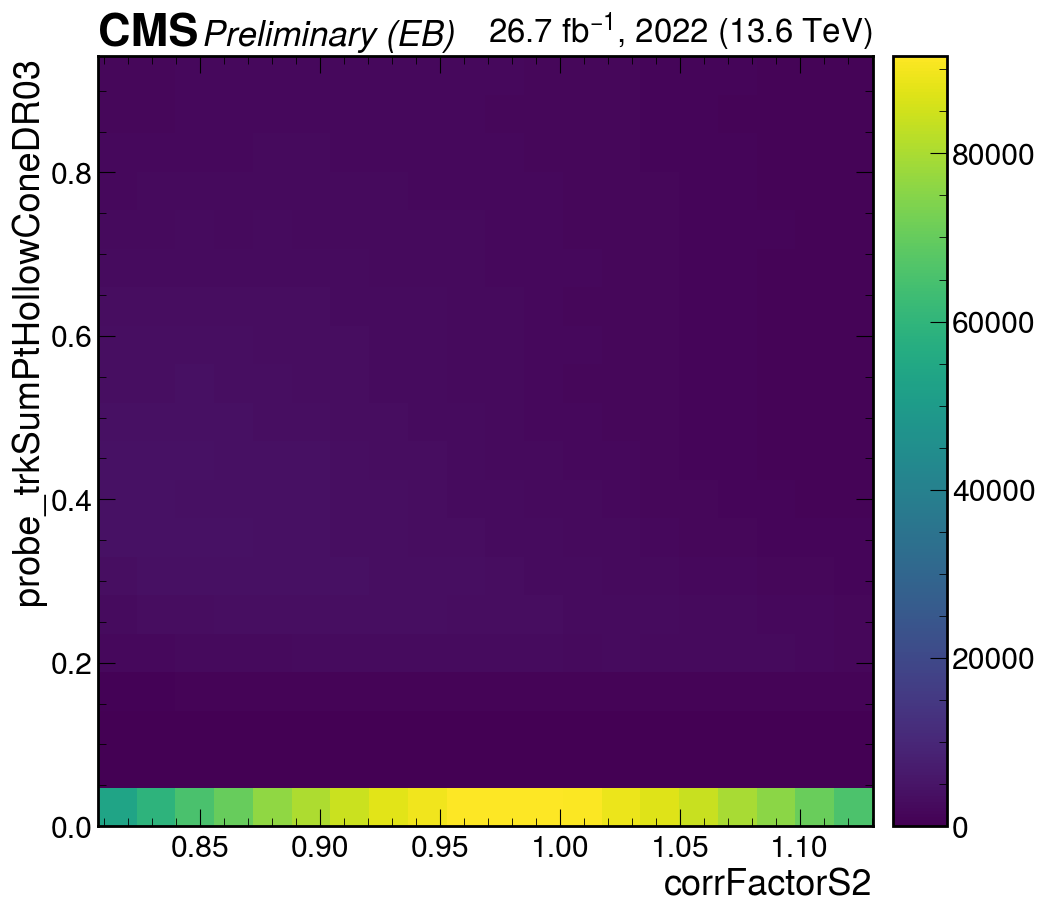 CMS Preliminary (EB) 26.7 fb⁻¹, 2022 (13.6 TeV)
probe_trkSumPtHollowConeDR03
0.8
0.6
0.4
0.2
0.0
0.85 0.90 0.95 1.00 1.05 1.10
corrFactorS2
80000
60000
40000
20000
0